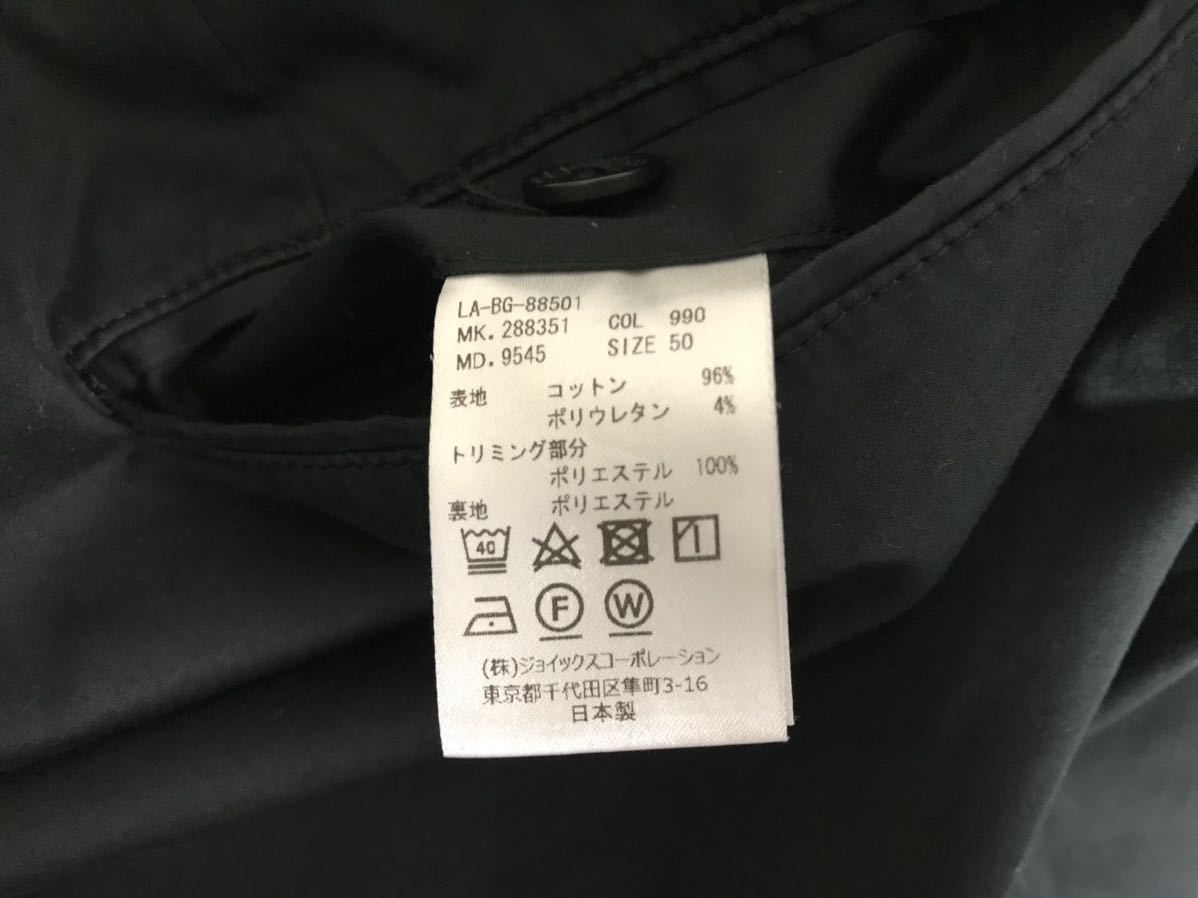 LA-BG-88501
MK. 288351 COL 990
MD. 9545 SIZE 50
表地 コットン 96%
ポリウレタン 4%
トリミング部分
ポリエステル 100%
裏地 ポリエステル
40
F W
(株)ジョイックスコーポレーション
東京都千代田区隼町3-16
日本製